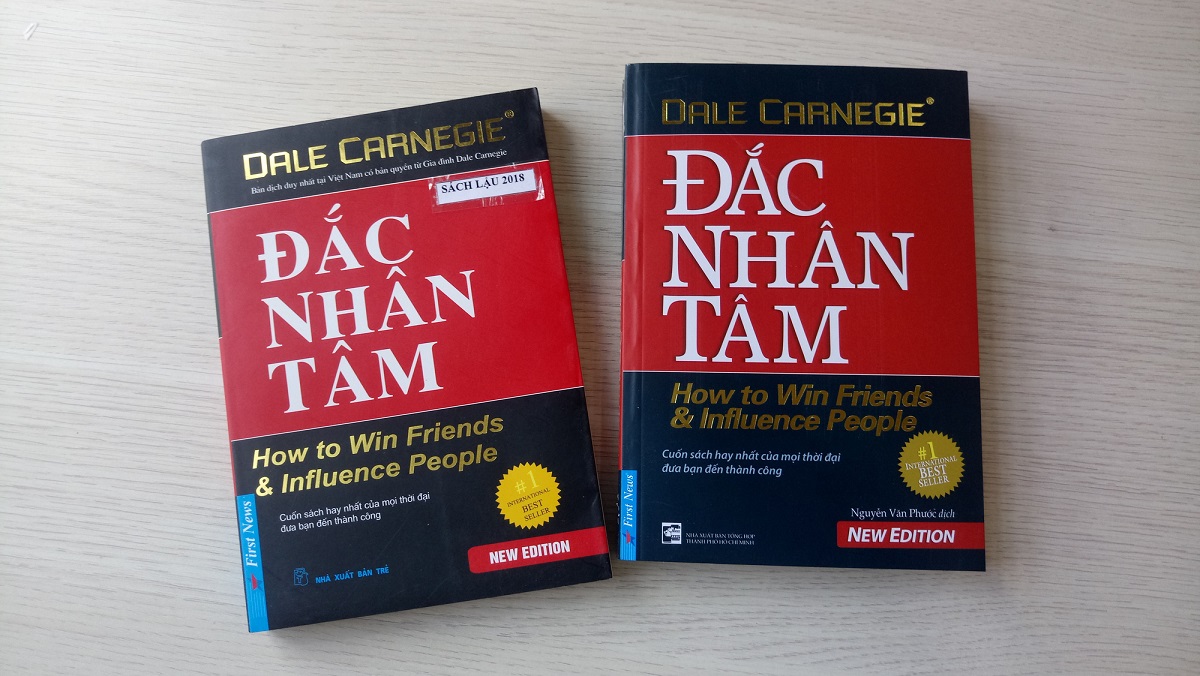 DALE CARNEGIE®
Bản dịch duy nhất tại Việt Nam có bản quyền từ Gia đình Dale Carnegie
SÁCH LẬU 2018
ĐẮC
NHÂN
TÂM
How to Win Friends
& Influence People
#1
INTERNATIONAL
BEST
SELLER
Cuốn sách hay nhất của mọi thời đại
đưa bạn đến thành công
NEW EDITION
First News
NHÀ XUẤT BẢN TRẺ
DALE CARNEGIE®
ĐẮC
NHÂN
TÂM
How to Win Friends
& Influence People
Cuốn sách hay nhất của mọi thời đại
đưa bạn đến thành công
#1
INTERNATIONAL
BEST
SELLER
Nguyễn Văn Phước dịch
NEW EDITION
First News
NHÀ XUẤT BẢN TỔNG HỢP
THÀNH PHỐ HỒ CHÍ MINH